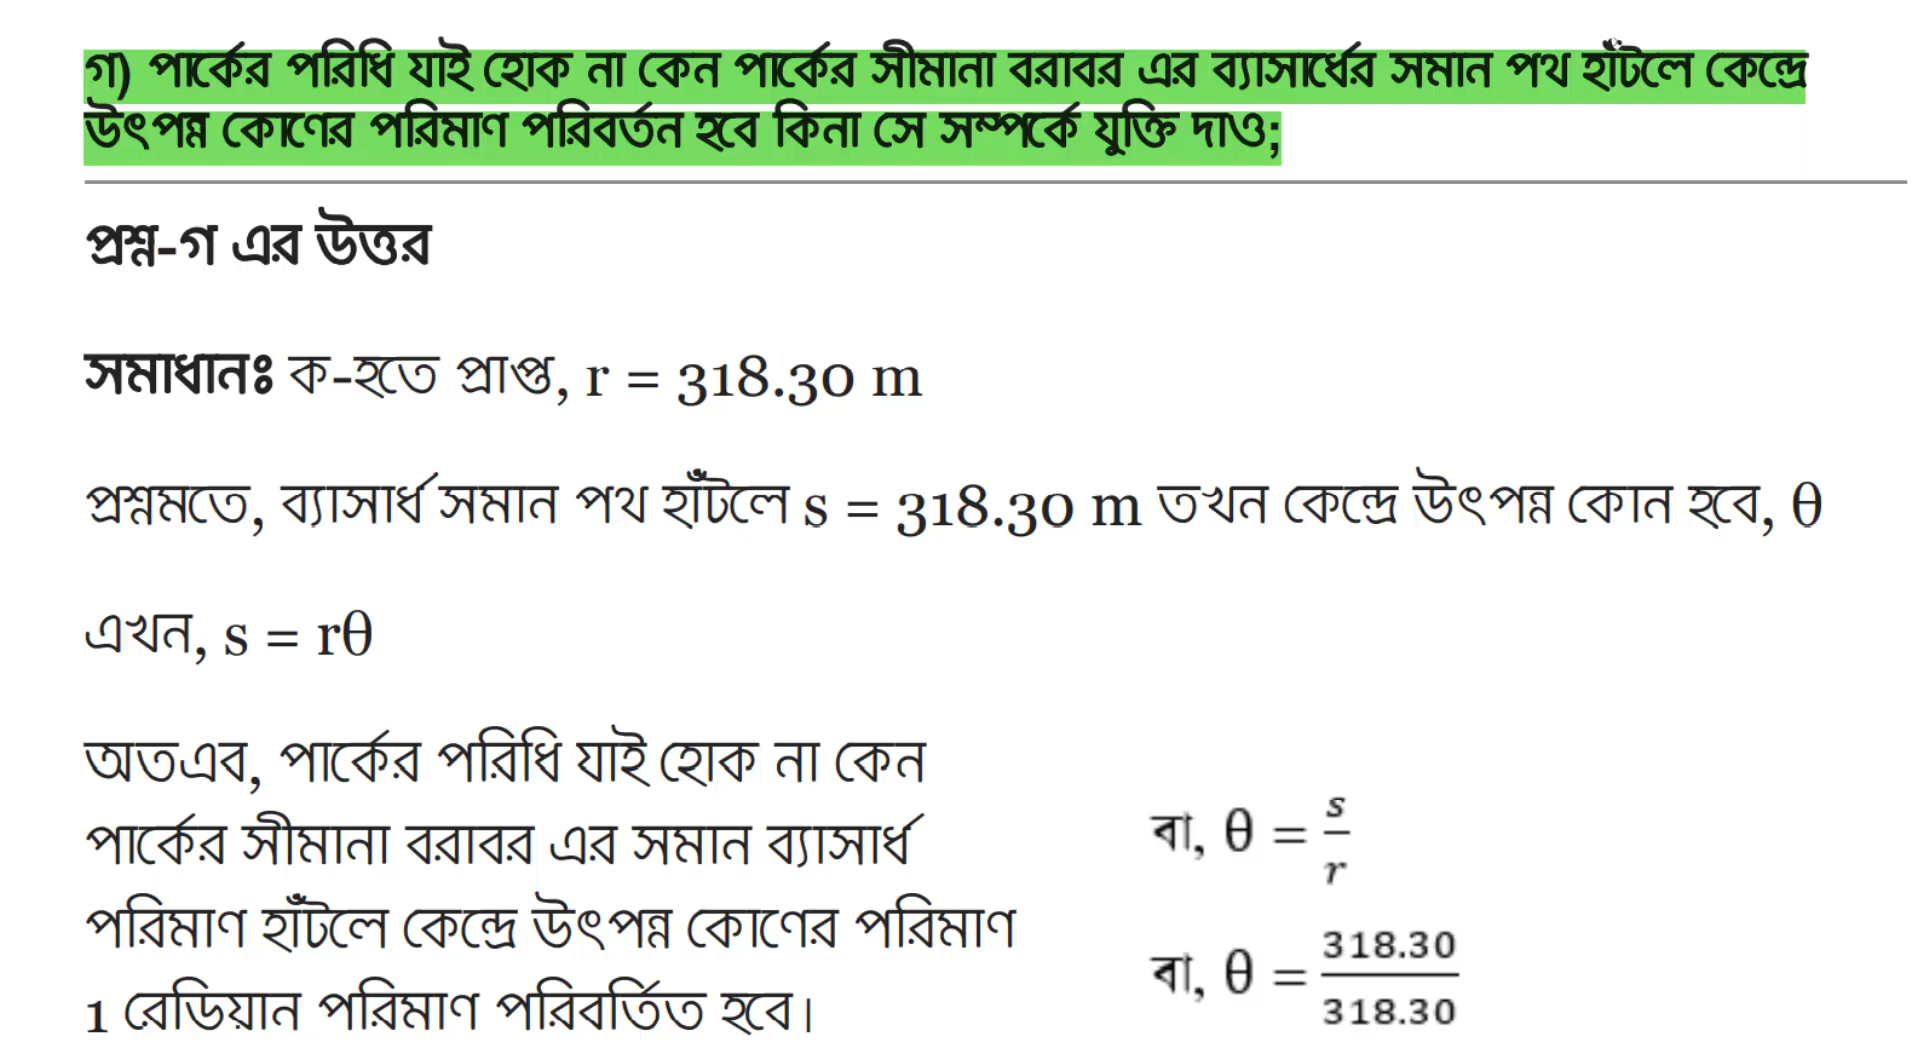 গ) পার্কের পরিধি যাই হোক না কেন পার্কের সীমানা বরাবর এর ব্যাসার্ধের সমান পথ হাঁটলে কেন্দ্রে
উৎপন্ন কোণের পরিমাণ পরিবর্তন হবে কিনা সে সম্পর্কে যুক্তি দাও;
প্রশ্ন-গ এর উত্তর
সমাধানঃ ক-হতে প্রাপ্ত, r = 318.30 m
প্রশ্নমতে, ব্যাসার্ধ সমান পথ হাঁটলে s = 318.30 m তখন কেন্দ্রে উৎপন্ন কোন হবে, θ
এখন, s = rθ
অতএব, পার্কের পরিধি যাই হোক না কেন
পার্কের সীমানা বরাবর এর সমান ব্যাসার্ধ
পরিমাণ হাঁটলে কেন্দ্রে উৎপন্ন কোণের পরিমাণ
1 রেডিয়ান পরিমাণ পরিবর্তিত হবে।
বা, θ = s/r
বা, θ = 318.30/318.30